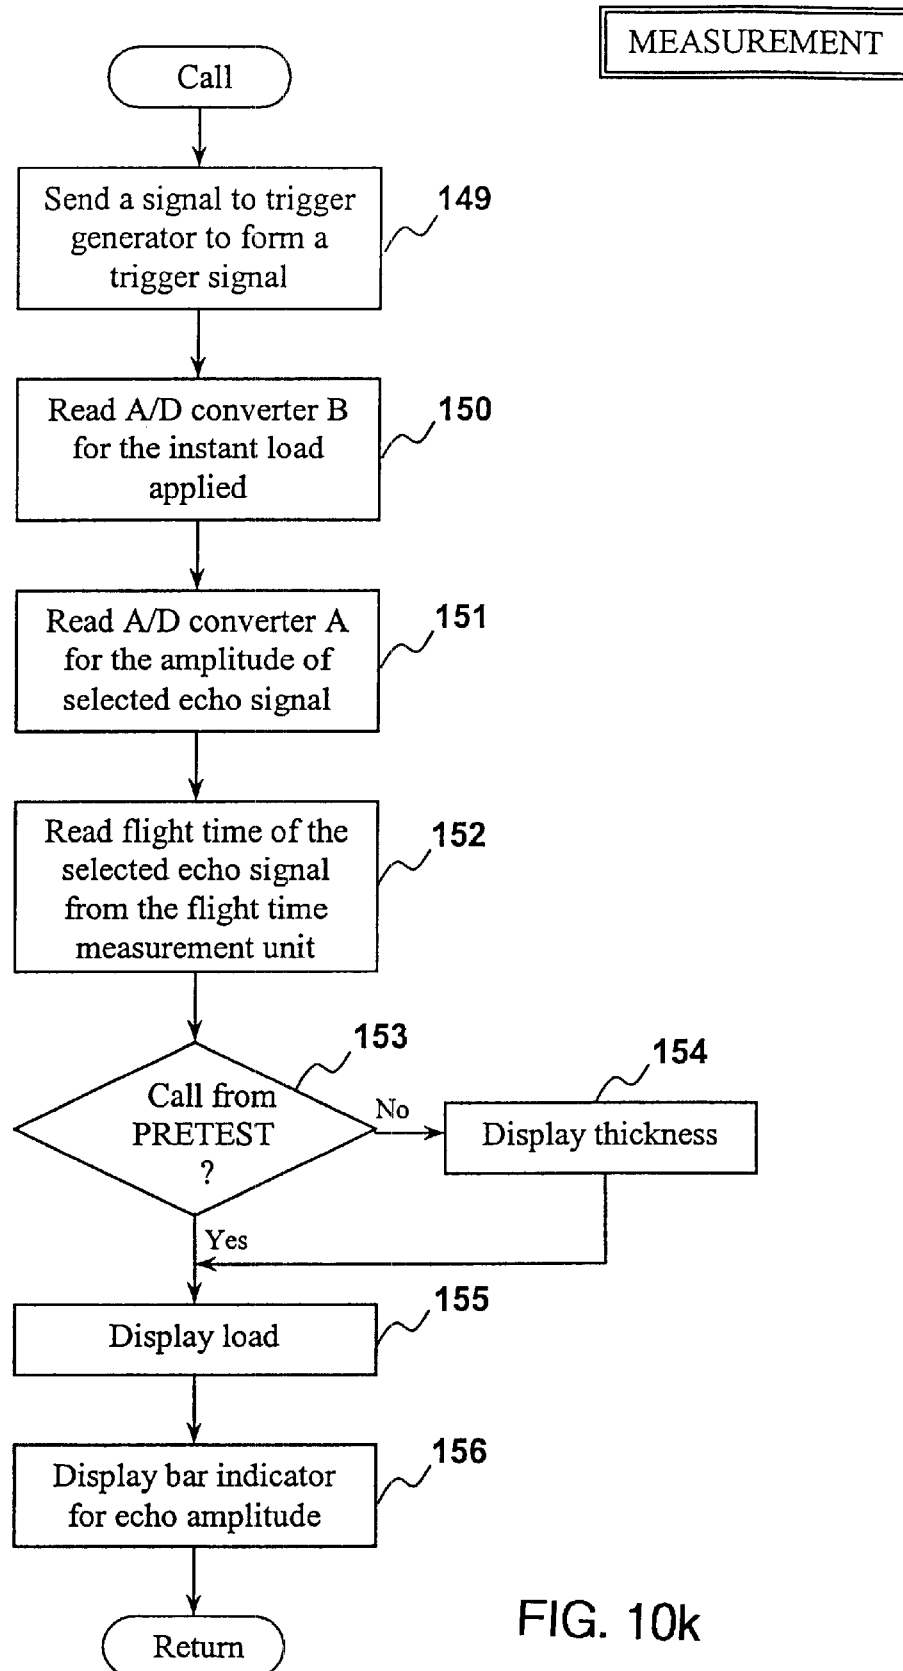 MEASUREMENT
Call
Send a signal to trigger
generator to form a
trigger signal
149
Read A/D converter B
for the instant load
applied
150
Read A/D converter A
for the amplitude of
selected echo signal
151
Read flight time of the
selected echo signal
from the flight time
measurement unit
152
Call from
PRETEST
?
153
No
Display thickness
154
Yes
Display load
155
Display bar indicator
for echo amplitude
156
Return
FIG. 10k